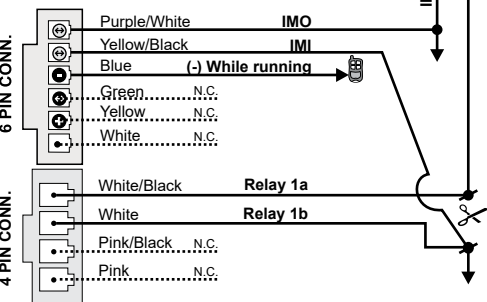 6 PIN CONN.
Purple/White IMO
Yellow/Black IMI
Blue (-) While running
Green N.C.
Yellow N.C.
White N.C.
4 PIN CONN.
White/Black Relay 1a
White Relay 1b
Pink/Black N.C.
Pink N.C.